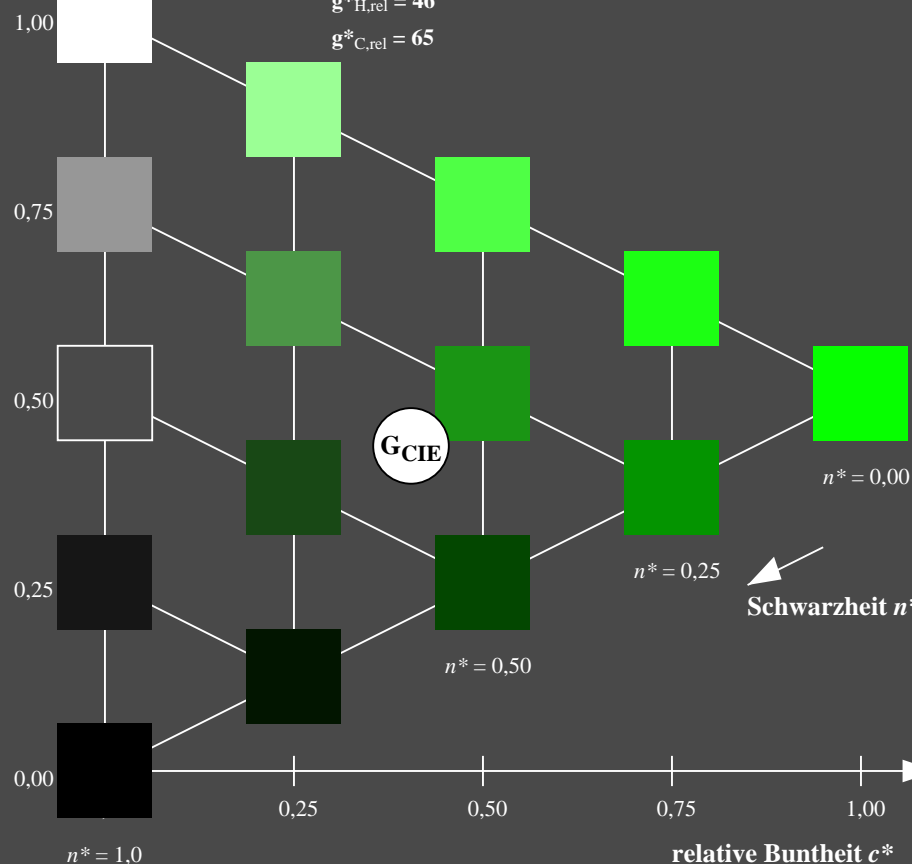 g*H,rel = 46
1,00
g*C,rel = 65
0,75
0,50
GCIE
n* = 0,00
n* = 0,25
0,25
Schwarzheit n*
n* = 0,50
0,00
0,25 0,50 0,75 1,00
n* = 1,0
relative Buntheit c*